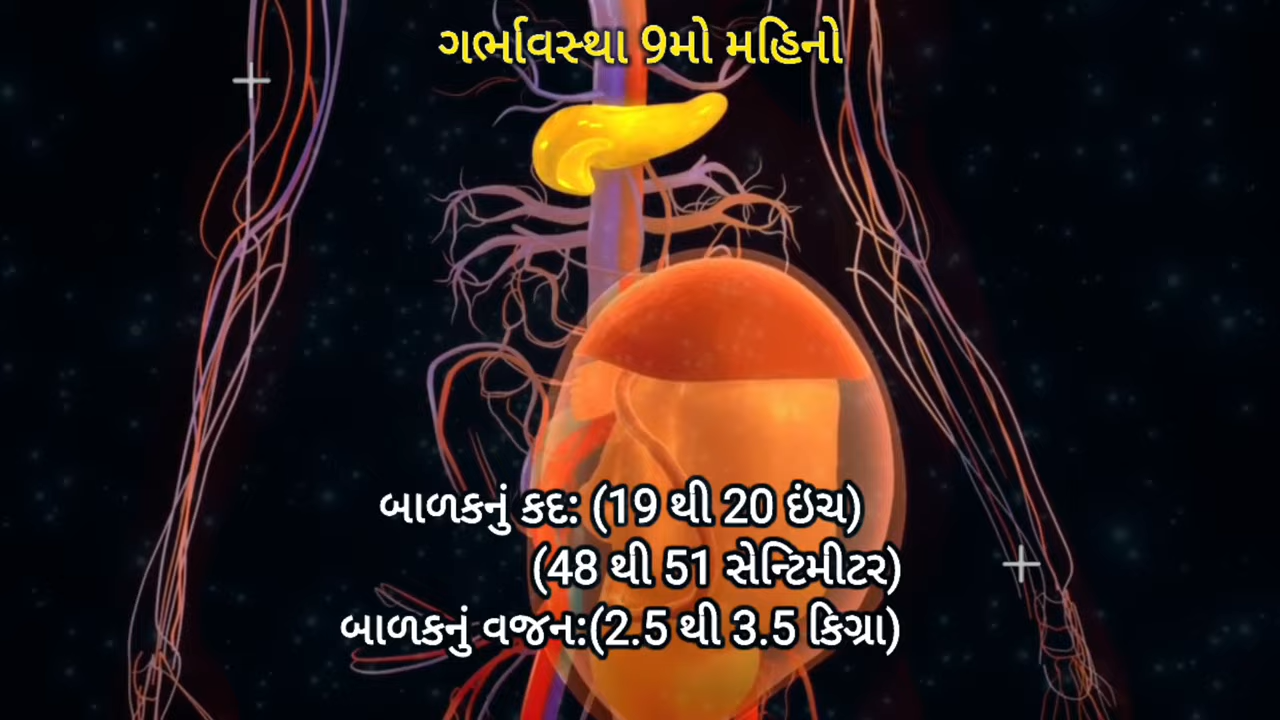 ગર્ભાવસ્થા 9મો મહિનો
બાળકનું કદ: (19 થી 20 ઇંચ)
(48 થી 51 સેન્ટિમીટર)
બાળકનું વજન:(2.5 થી 3.5 કિગ્રા)